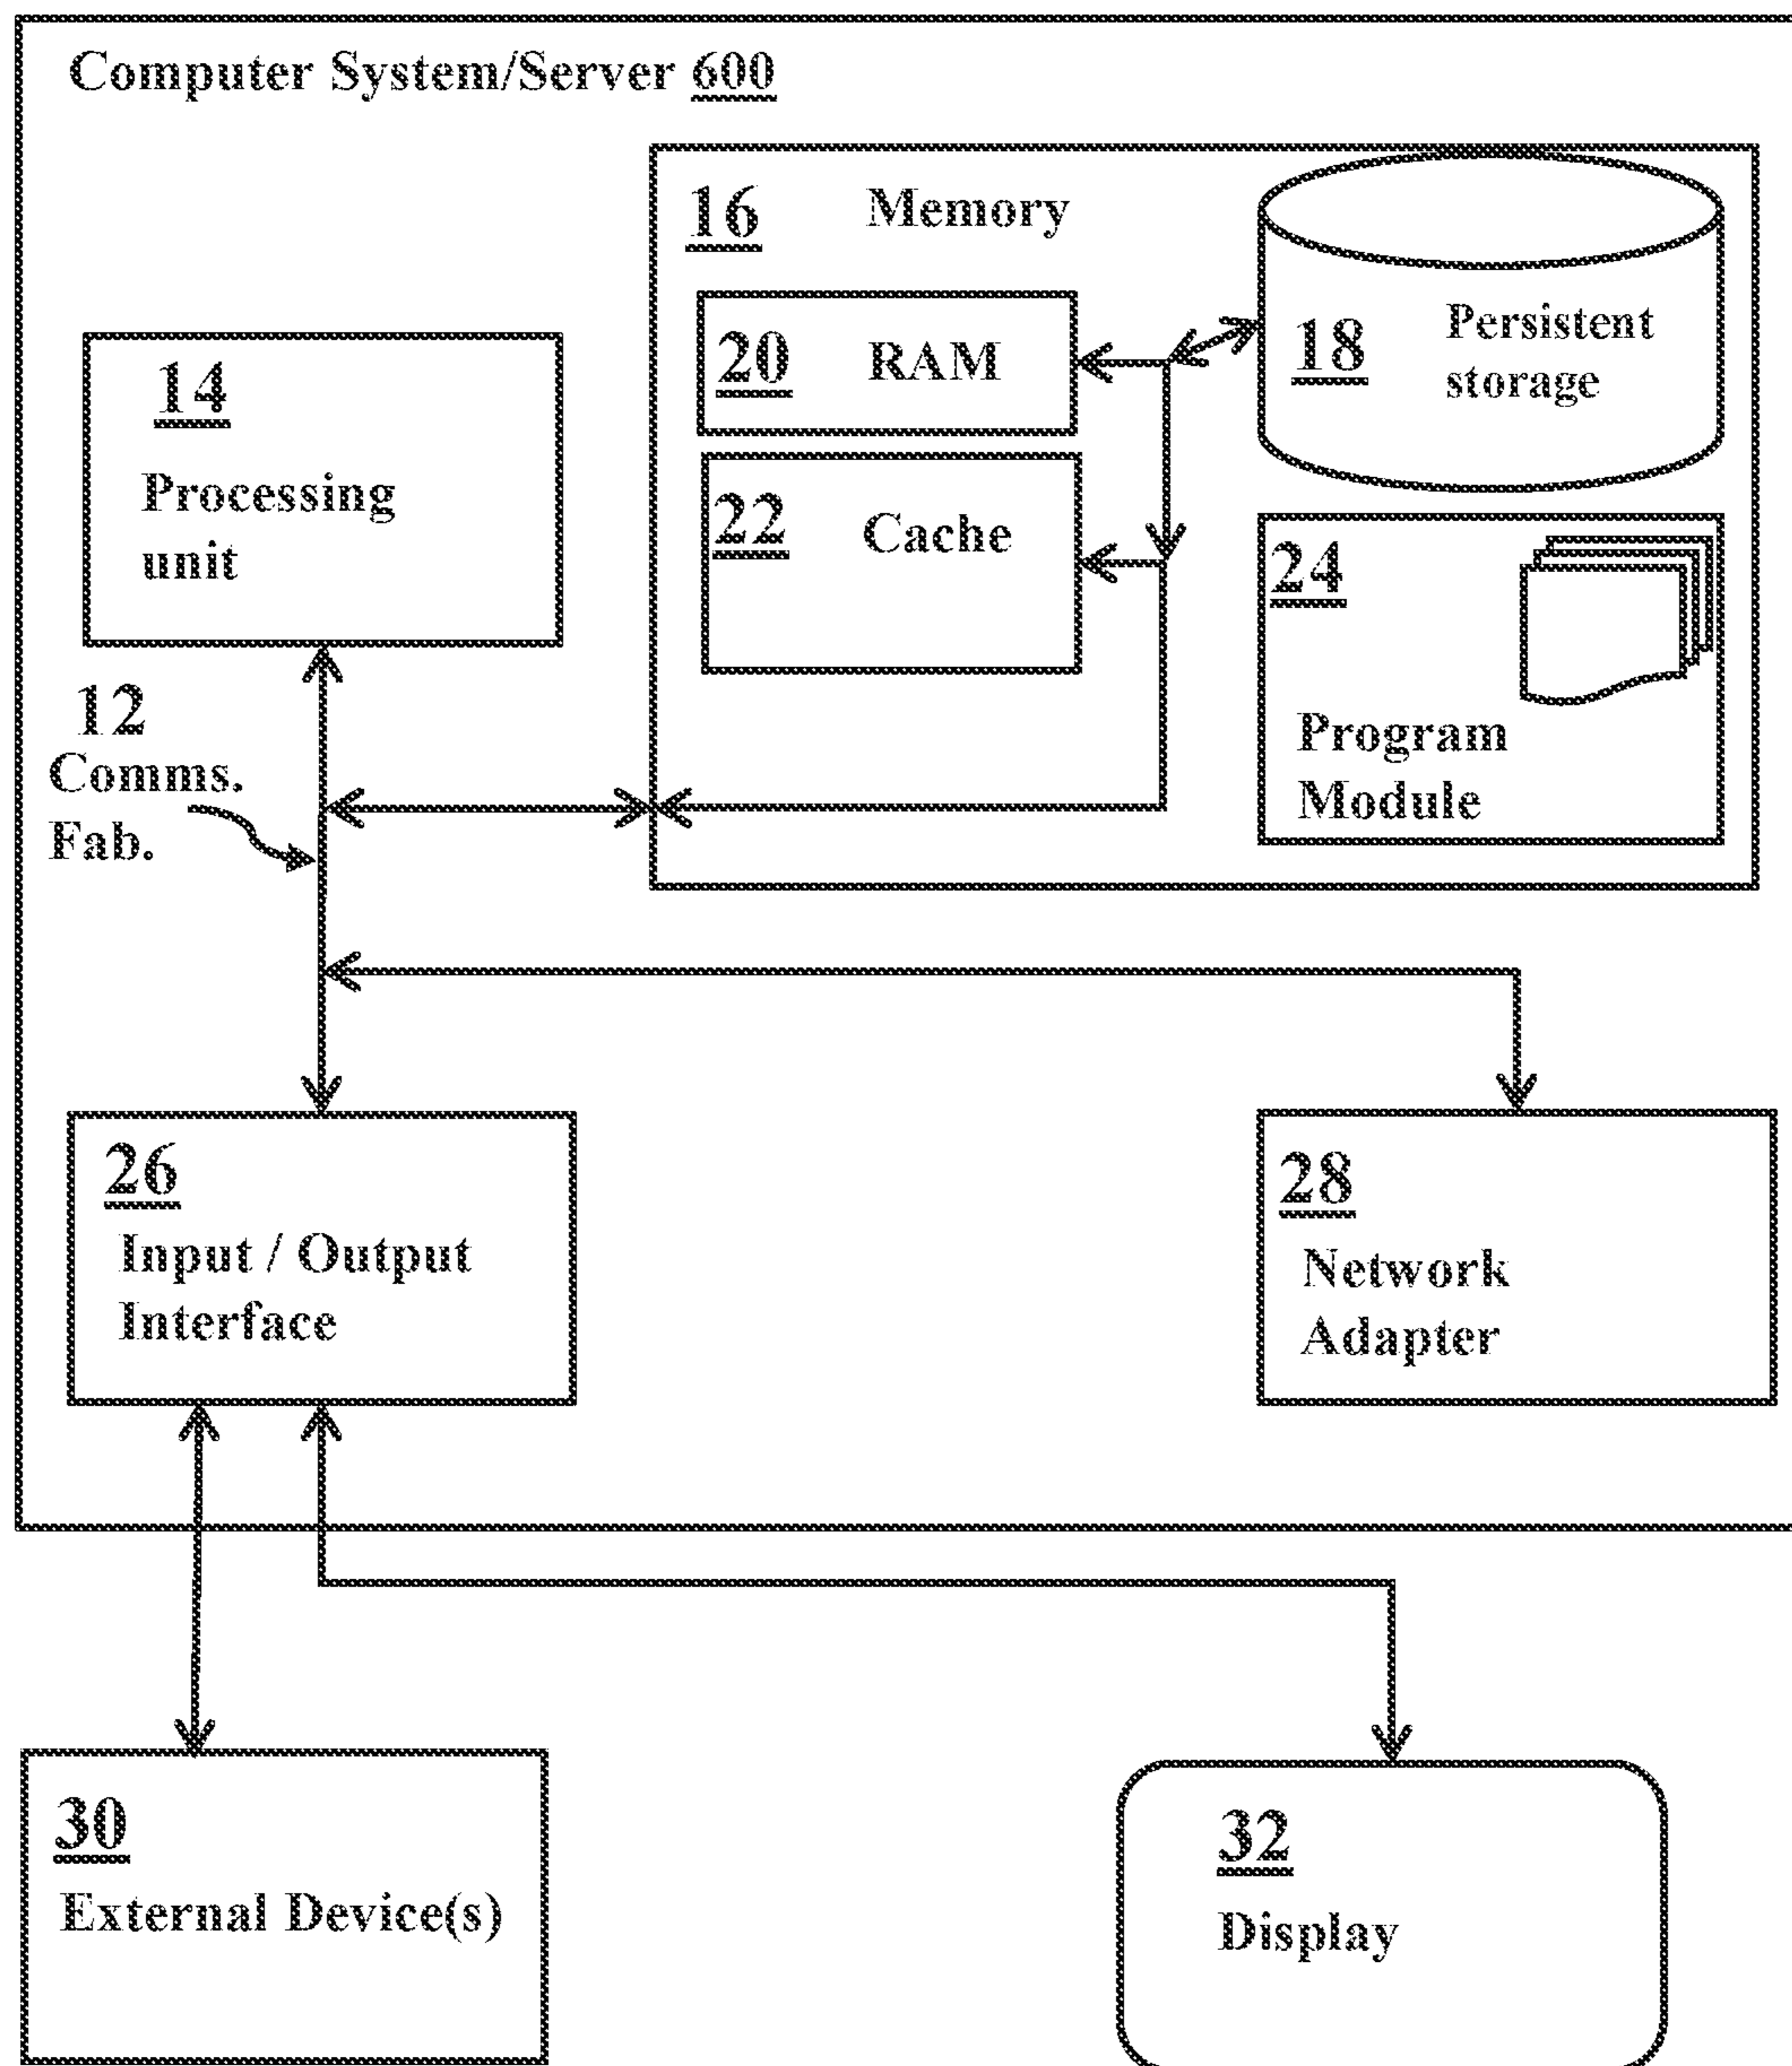 Computer System/Server 600
16 Memory
20 RAM
18 Persistent
storage
14
Processing
unit
22 Cache
24
Program
Module
12
Comms.
Fab.
26
Input / Output
Interface
28
Network
Adapter
30
External Device(s)
32
Display